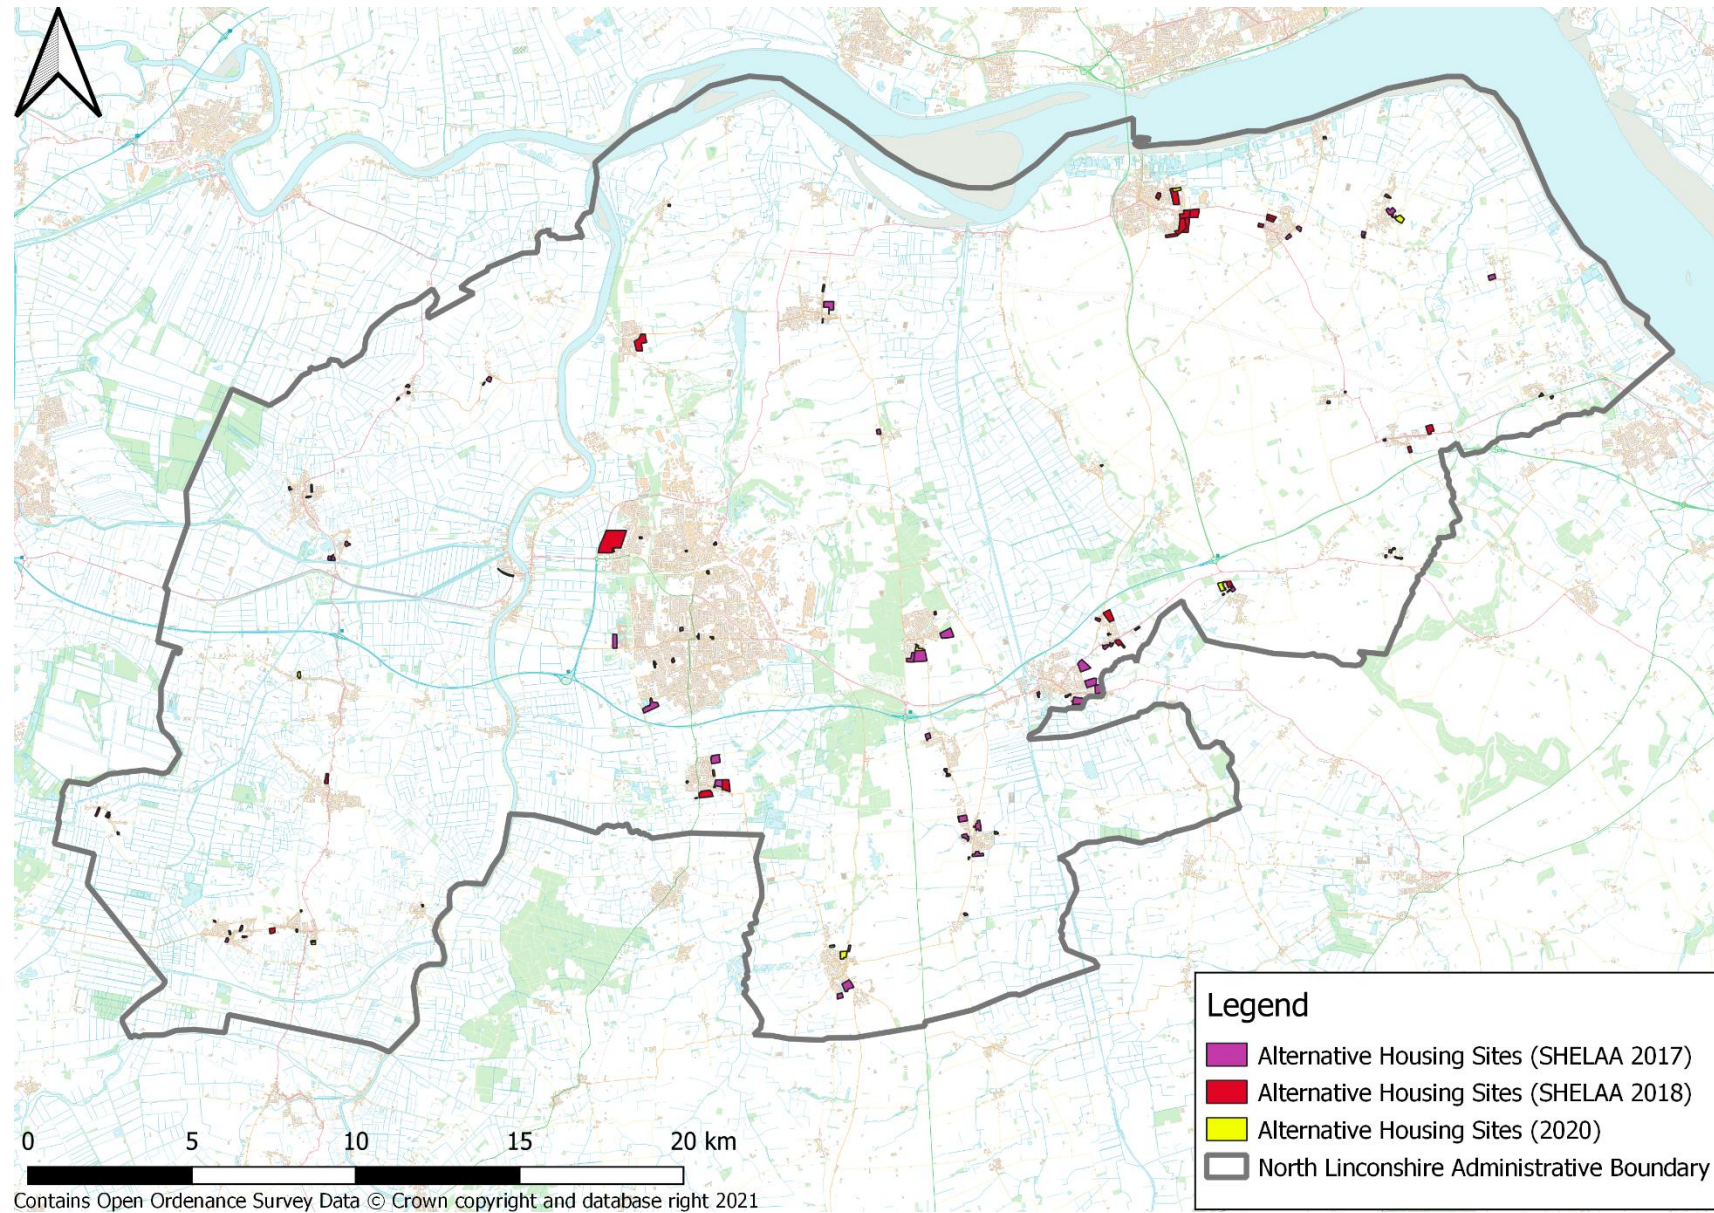 Legend
Alternative Housing Sites (SHELAA 2017)
Alternative Housing Sites (SHELAA 2018)
Alternative Housing Sites (2020)
North Linconshire Administrative Boundary
0 5 10 15 20 km
Contains Open Ordenance Survey Data © Crown copyright and database right 2021